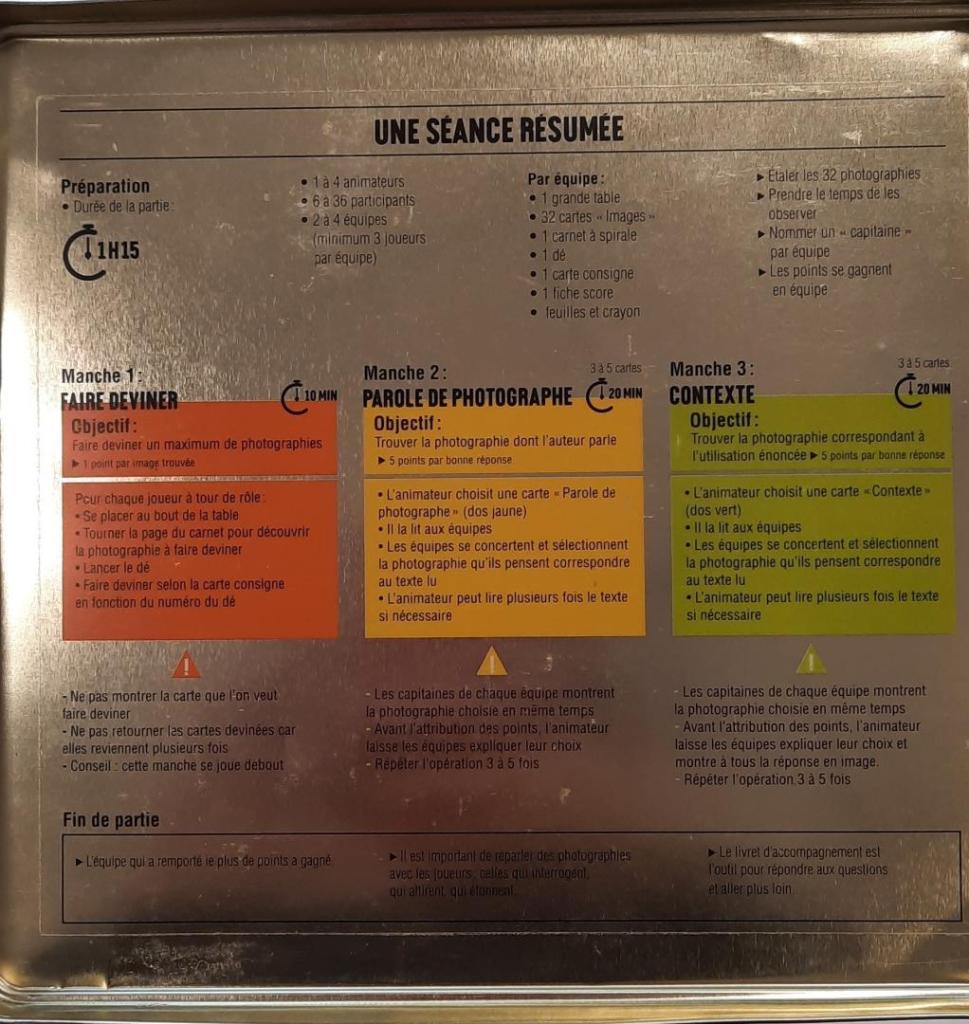 UNE SÉANCE RÉSUMÉE
Préparation
• Durée de la partie :
1H15
• 1 à 4 animateurs
• 6 à 36 participants
• 2 à 4 équipes
(minimum 3 joueurs
par équipe)
Par équipe :
• 1 grande table
• 32 cartes « Images »
• 1 carnet à spirale
• 1 dé
• 1 carte consigne
• 1 fiche score
• feuilles et crayon
► Étaler les 32 photographies
► Prendre le temps de les
observer
► Nommer un « capitaine »
par équipe
► Les points se gagnent
en équipe
Manche 1 :
FAIRE DEVINER
10 MIN
Objectif :
Faire deviner un maximum de photographies
► 1 point par image trouvée
Pour chaque joueur à tour de rôle :
• Se placer au bout de la table
• Tourner la page du carnet pour découvrir
la photographie à faire deviner
• Lancer le dé
• Faire deviner selon la carte consigne
en fonction du numéro du dé
- Ne pas montrer la carte que l'on veut
faire deviner
- Ne pas retourner les cartes devinées car
elles reviennent plusieurs fois
- Conseil : cette manche se joue debout
Manche 2 :
3 à 5 cartes
PAROLE DE PHOTOGRAPHE
20 MIN
Objectif :
Trouver la photographie dont l'auteur parle
► 5 points par bonne réponse
• L'animateur choisit une carte « Parole de
photographe » (dos jaune)
• Il la lit aux équipes
• Les équipes se concertent et sélectionnent
la photographie qu'ils pensent correspondre
au texte lu
• L'animateur peut lire plusieurs fois le texte
si nécessaire
- Les capitaines de chaque équipe montrent
la photographie choisie en même temps
- Avant l'attribution des points, l'animateur
laisse les équipes expliquer leur choix
- Répéter l'opération 3 à 5 fois
Manche 3 :
3 à 5 cartes
CONTEXTE
20 MIN
Objectif :
Trouver la photographie correspondant à
l'utilisation énoncée ► 5 points par bonne réponse
• L'animateur choisit une carte « Contexte »
(dos vert)
• Il la lit aux équipes
• Les équipes se concertent et sélectionnent
la photographie qu'ils pensent correspondre
au texte lu
• L'animateur peut lire plusieurs fois le texte
si nécessaire
- Les capitaines de chaque équipe montrent
la photographie choisie en même temps
- Avant l'attribution des points, l'animateur
laisse les équipes expliquer leur choix et
montre à tous la réponse en image.
- Répéter l'opération 3 à 5 fois
Fin de partie
► L'équipe qui a remporté le plus de points a gagné.
► Il est important de reparler des photographies
avec les joueurs, celles qui interrogent,
qui attirent, qui étonnent.
► Le livret d'accompagnement est
l'outil pour répondre aux questions
et aller plus loin.